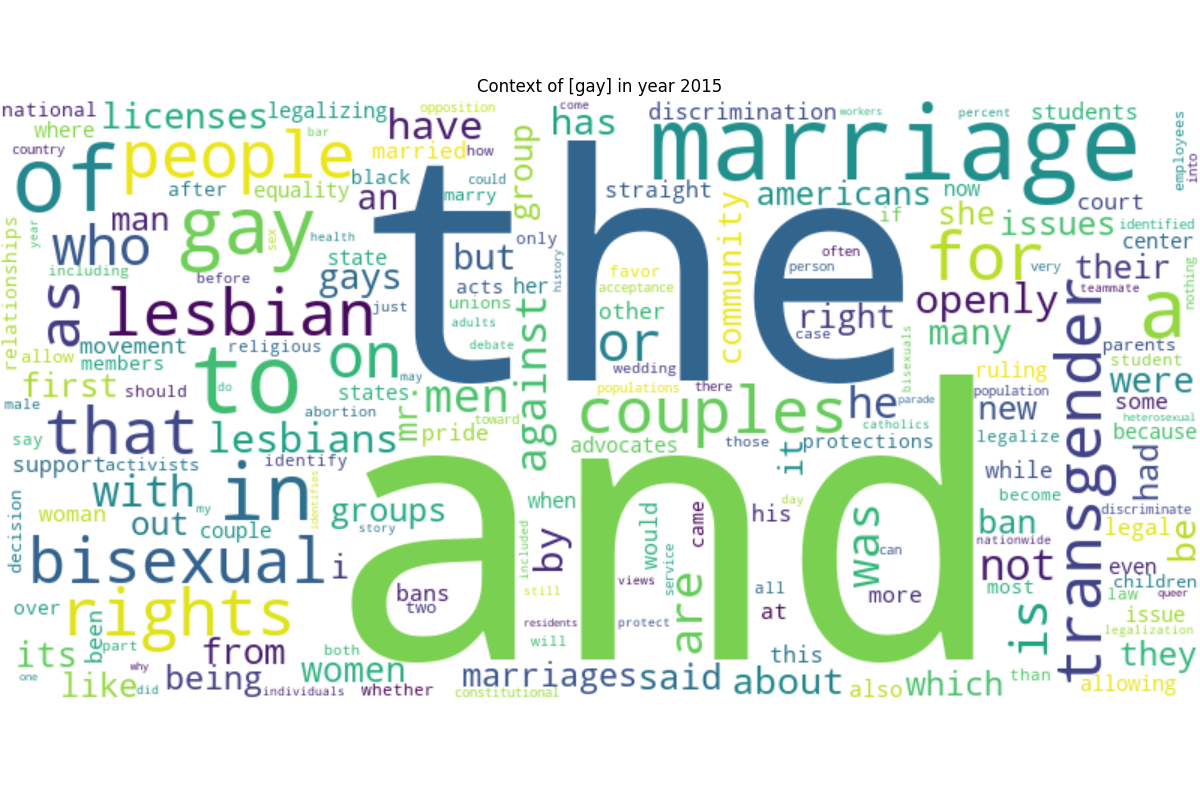 Context of [gay] in year 2015
national
licenses
legalizing
opposition
come
has
discrimination
workers
percent
students
where
bar
have
employees
country
people
married
how
group
marriage
into
of
after
equality
black
could
an
marry
straight
americans
now
court
the
man
gay
sex
health
only
community
if
she
issues
identified
year
who
state
but
history
often
for
center
relationships
including
before
gays
acts
her
favor
acceptance
person
very
their
as
lesbian
just
unions
other
right
openly
teammate
nothing
a
movement
religious
adults
or
case
many
allow
members
on
debate
wedding
bisexuals
transgender
parents
student
first
should
to
may
against
populations
there
ruling
were
male
do
states
men
couples
he
parade
population
some
heterosexual
that
abortion
mr.
toward
catholics
new
because
say
lesbians
pride
advocates
those
it
protections
legalize
support
activists
identify
and
while
had
with
in
identifies
when
day
become
decision
woman
my
groups
his
was
ban
discriminate
out
couple
story
by
would
came
legal
be
bisexual
i
included
are
can
nationwide
not
even
service
views
all
most
children
bans
still
more
law
queer
over
rights
two
at
is
issue
been
residents
protect
legalization
its
part
from
both
will
this
they
one
why
women
marriages
said
about
which
than
like
did
being
individuals
whether
constitutional
also
allowing